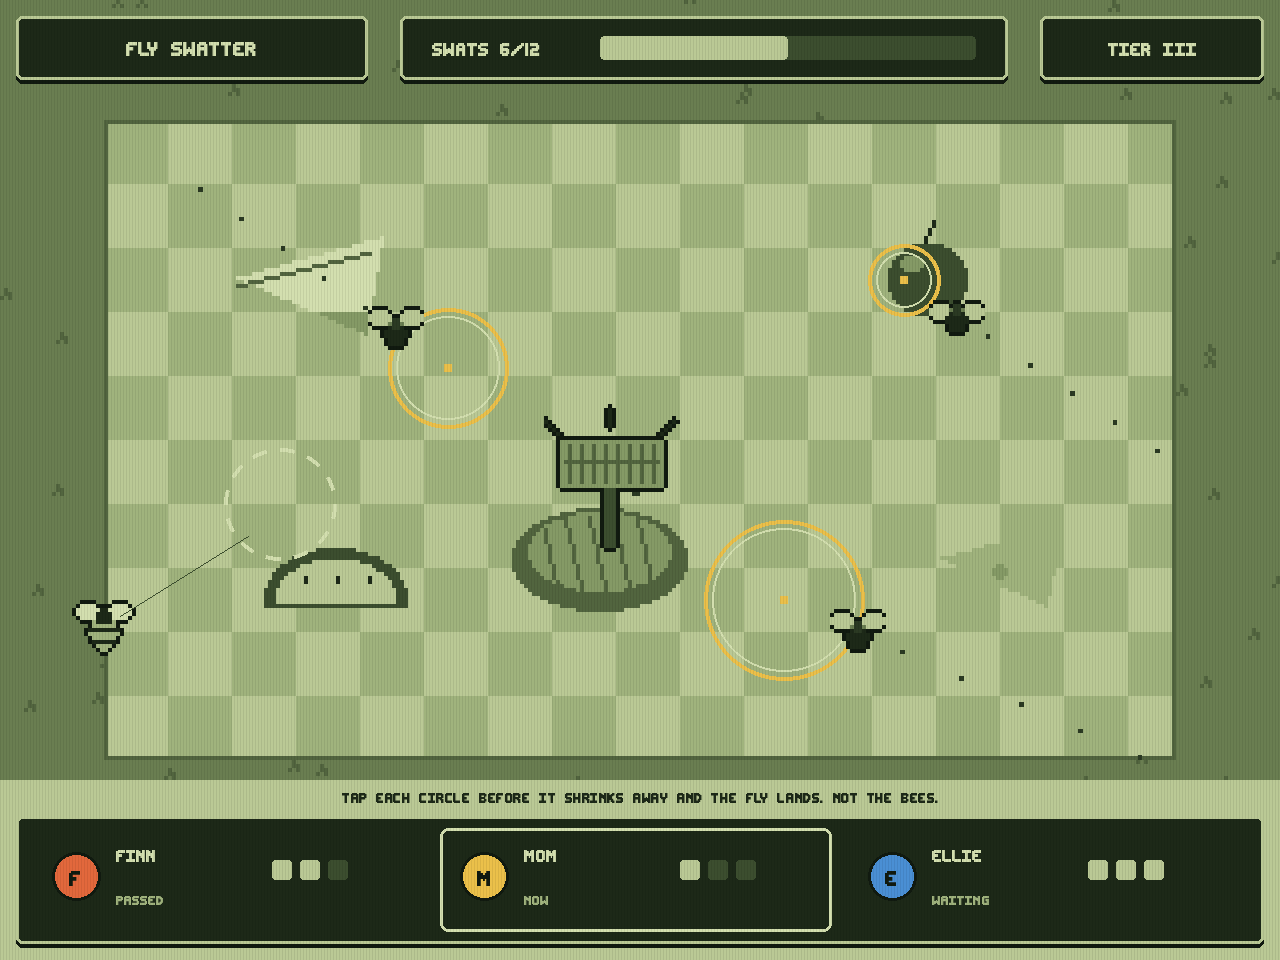 FLY SWATTER
SWATS 6/12
TIER III
TAP EACH CIRCLE BEFORE IT SHRINKS AWAY AND THE FLY LANDS. NOT THE BEES.
F
FINN
PASSED
M
MOM
NOW
E
ELLIE
WAITING